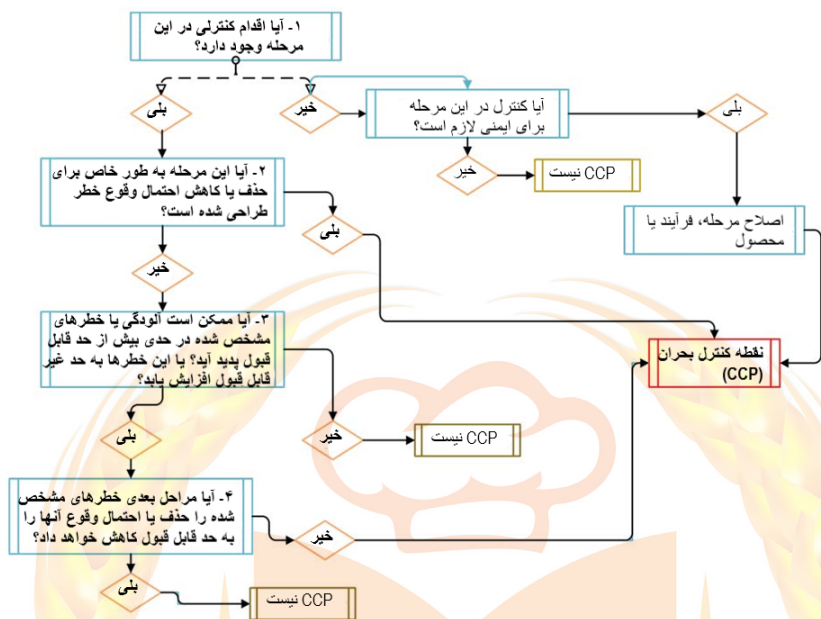 ۱- آیا اقدام کنترلی در این
مرحله وجود دارد؟
بلی
خیر
آیا کنترل در این مرحله
برای ایمنی لازم است؟
بلی
خیر
CCP نیست
اصلاح مرحله، فرآیند یا
محصول
۲- آیا این مرحله به طور خاص برای
حذف یا کاهش احتمال وقوع خطر
طراحی شده است؟
بلی
خیر
۳- آیا ممکن است آلودگی یا خطرهای
مشخص شده در حدی بیش از حد قابل
قبول پدید آید؟ یا این خطرها به حد غیر
قابل قبول افزایش یابد؟
نقطه کنترل بحران
(CCP)
بلی
خیر
CCP نیست
۴- آیا مراحل بعدی خطرهای مشخص
شده را حذف یا احتمال وقوع آنها را
به حد قابل قبول کاهش خواهد داد؟
خیر
بلی
CCP نیست